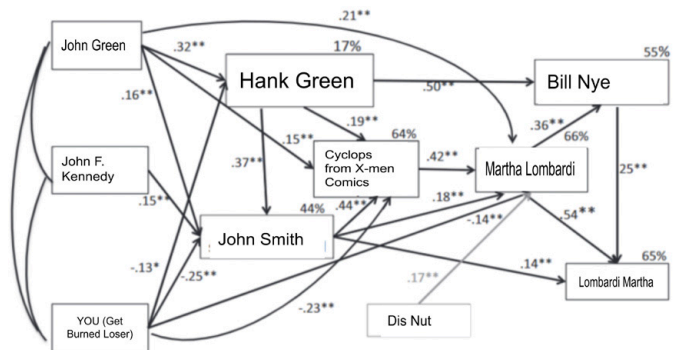 .21**
John Green
.32**
17%
55%
Hank Green
Bill Nye
.50**
.16**
.19**
.36**
.15**
64%
66%
John F.
Kennedy
Cyclops
from X-men
Comics
.42**
Martha Lombardi
.37**
25**
.15**
44%
.44**
.18**
-.14**
.54**
John Smith
65%
-.13*
-.25**
.14**
Lombardi Martha
.17**
-.23**
YOU (Get
Burned Loser)
Dis Nut